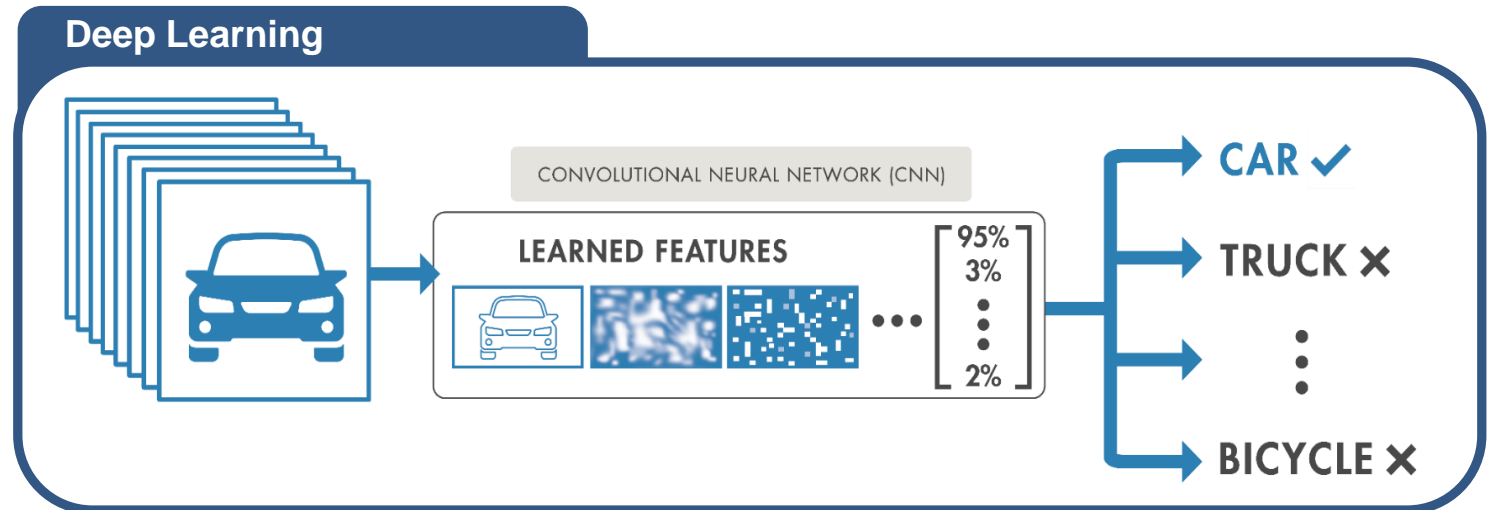 Deep Learning
CONVOLUTIONAL NEURAL NETWORK (CNN)
LEARNED FEATURES
95%
3%
2%
CAR ✓
TRUCK ×
BICYCLE ×